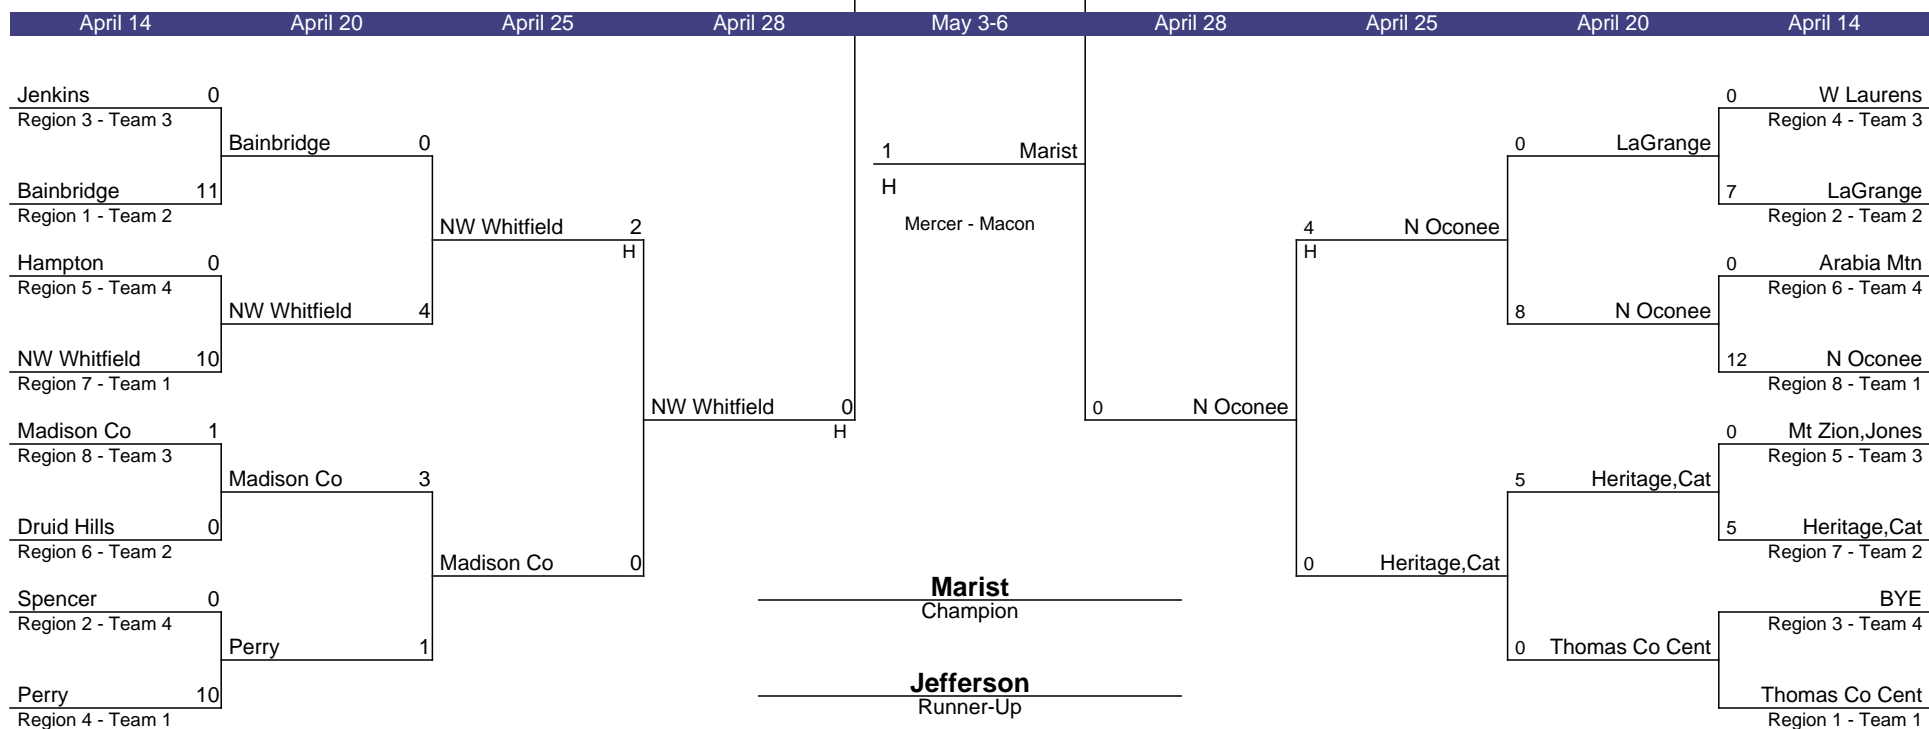 April 14 April 20 April 25 April 28 May 3-6 April 28 April 25 April 20 April 14
Jenkins 0
Region 3 - Team 3
Bainbridge 11
Region 1 - Team 2
Hampton 0
Region 5 - Team 4
NW Whitfield 10
Region 7 - Team 1
Madison Co 1
Region 8 - Team 3
Druid Hills 0
Region 6 - Team 2
Spencer 0
Region 2 - Team 4
Perry 10
Region 4 - Team 1
Bainbridge 0
NW Whitfield 4
Madison Co 3
Perry 1
NW Whitfield 2
H
Madison Co 0
NW Whitfield 0
H
1 Marist
H
Mercer - Macon
Marist
Champion
Jefferson
Runner-Up
0 N Oconee
4 N Oconee
H
0 Heritage,Cat
0 LaGrange
8 N Oconee
5 Heritage,Cat
0 Thomas Co Cent
0 W Laurens
Region 4 - Team 3
7 LaGrange
Region 2 - Team 2
0 Arabia Mtn
Region 6 - Team 4
12 N Oconee
Region 8 - Team 1
0 Mt Zion,Jones
Region 5 - Team 3
5 Heritage,Cat
Region 7 - Team 2
BYE
Region 3 - Team 4
Thomas Co Cent
Region 1 - Team 1